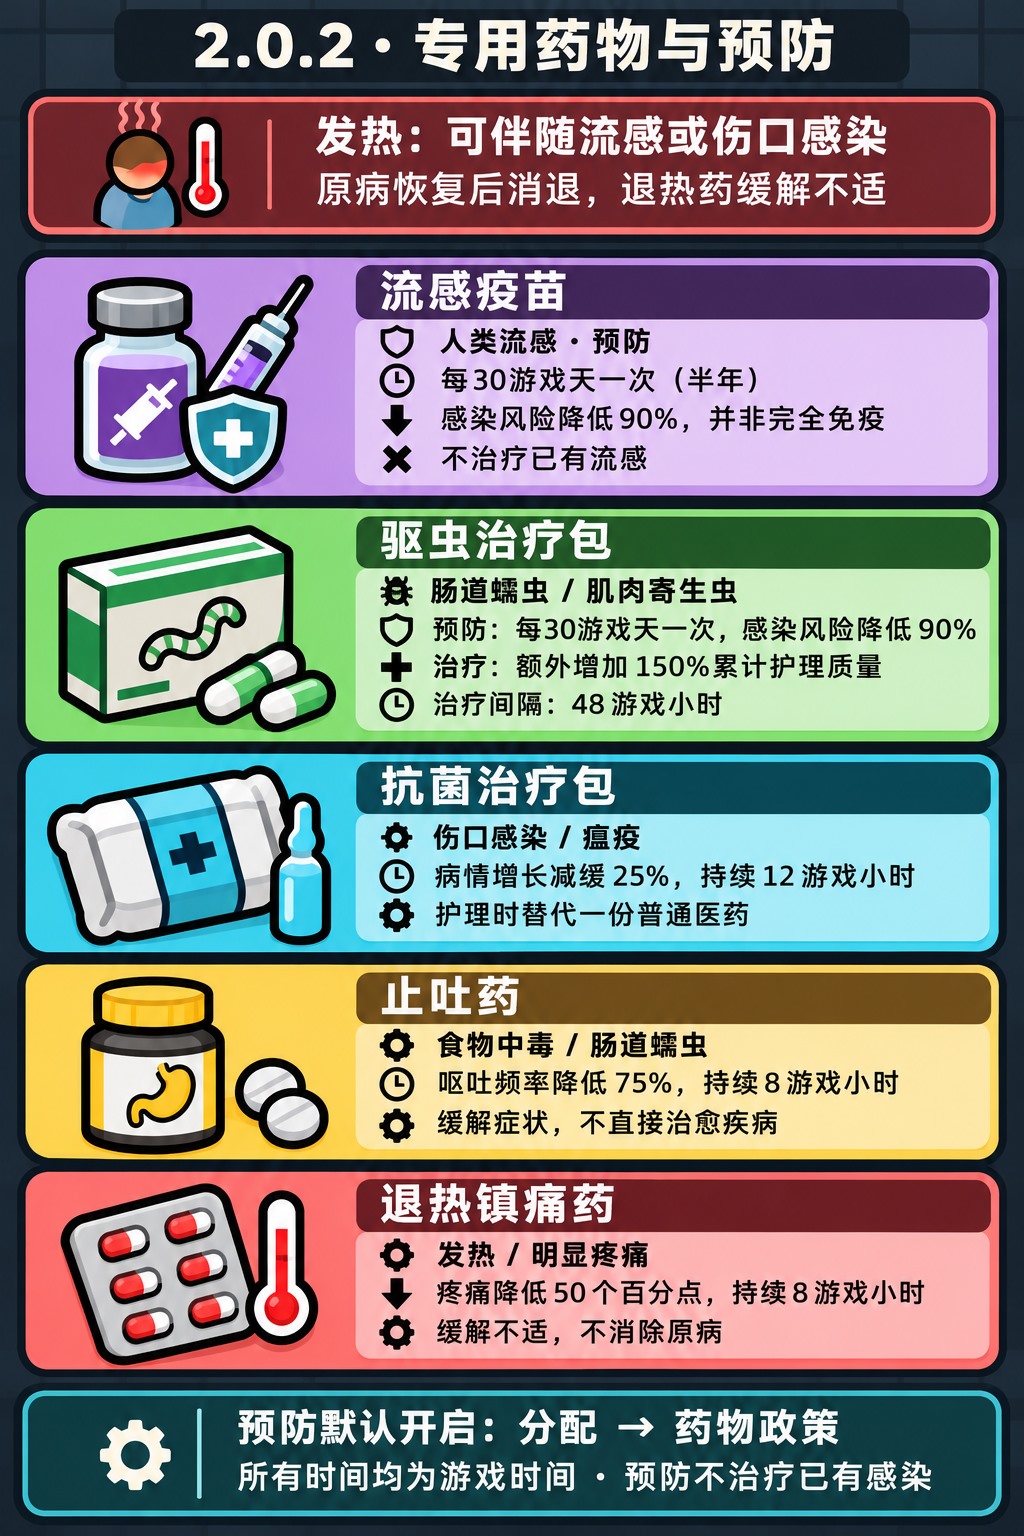 2.0.2·专用药物与预防
发热：可伴随流感或伤口感染
原病恢复后消退，退热药缓解不适
流感疫苗
人类流感·预防
每30游戏天一次（半年）
感染风险降低90%，并非完全免疫
不治疗已有流感
驱虫治疗包
肠道蠕虫 / 肌肉寄生虫
预防：每30游戏天一次，感染风险降低90%
治疗：额外增加150%累计护理质量
治疗间隔：48游戏小时
抗菌治疗包
伤口感染 / 瘟疫
病情增长减缓25%，持续12游戏小时
护理时替代一份普通医药
止吐药
食物中毒 / 肠道蠕虫
呕吐频率降低75%，持续8游戏小时
缓解症状，不直接治愈疾病
退热镇痛药
发热 / 明显疼痛
疼痛降低50个百分点，持续8游戏小时
缓解不适，不消除原病
预防默认开启：分配 → 药物政策
所有时间均为游戏时间·预防不治疗已有感染